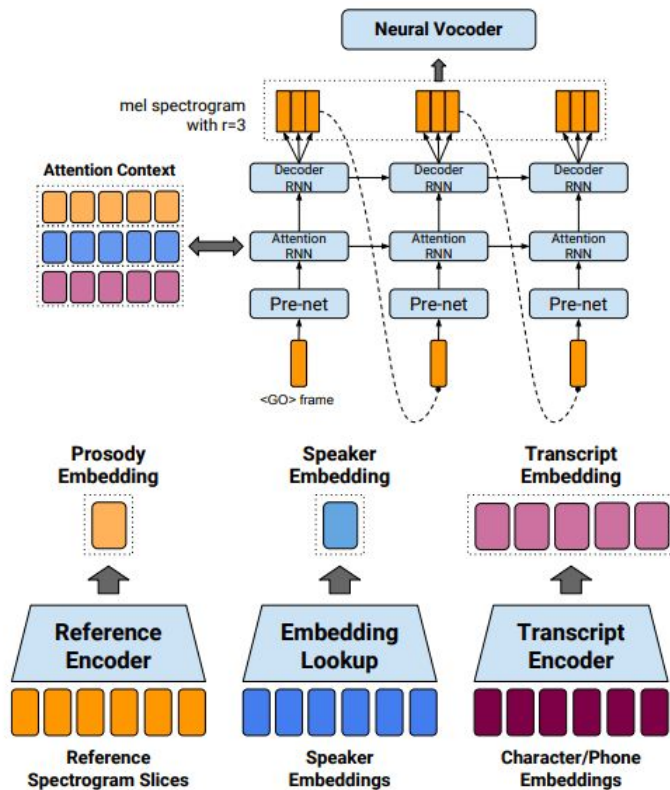 Neural Vocoder
mel spectrogram
with r=3
Attention Context
Decoder
RNN
Decoder
RNN
Decoder
RNN
Attention
RNN
Attention
RNN
Attention
RNN
Pre-net
Pre-net
Pre-net
<GO> frame
Prosody
Embedding
Speaker
Embedding
Transcript
Embedding
Reference
Encoder
Embedding
Lookup
Transcript
Encoder
Reference
Spectrogram Slices
Speaker
Embeddings
Character/Phone
Embeddings